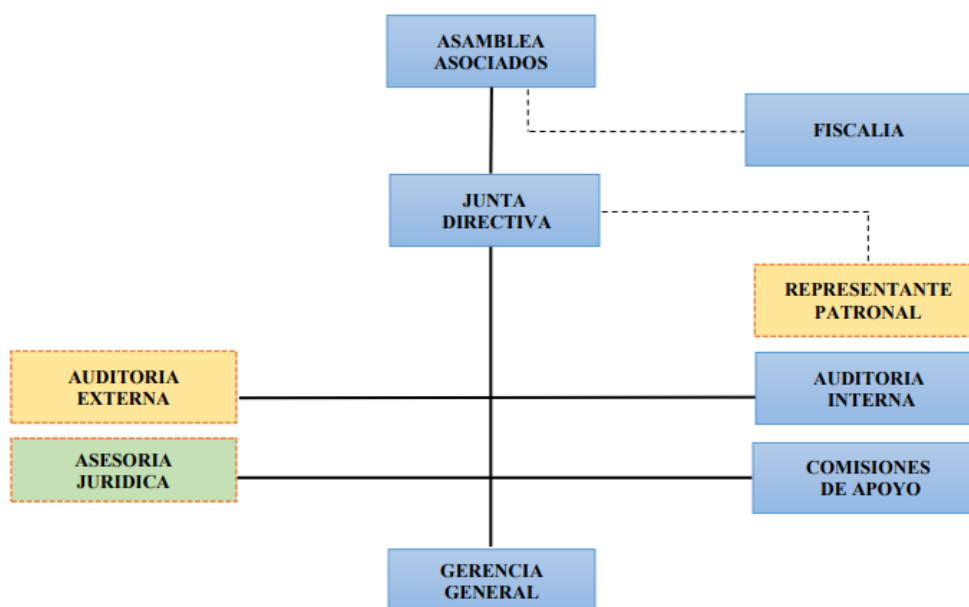 ASAMBLEA
ASOCIADOS
FISCALIA
JUNTA
DIRECTIVA
REPRESENTANTE
PATRONAL
AUDITORIA
EXTERNA
AUDITORIA
INTERNA
ASESORIA
JURIDICA
COMISIONES
DE APOYO
GERENCIA
GENERAL